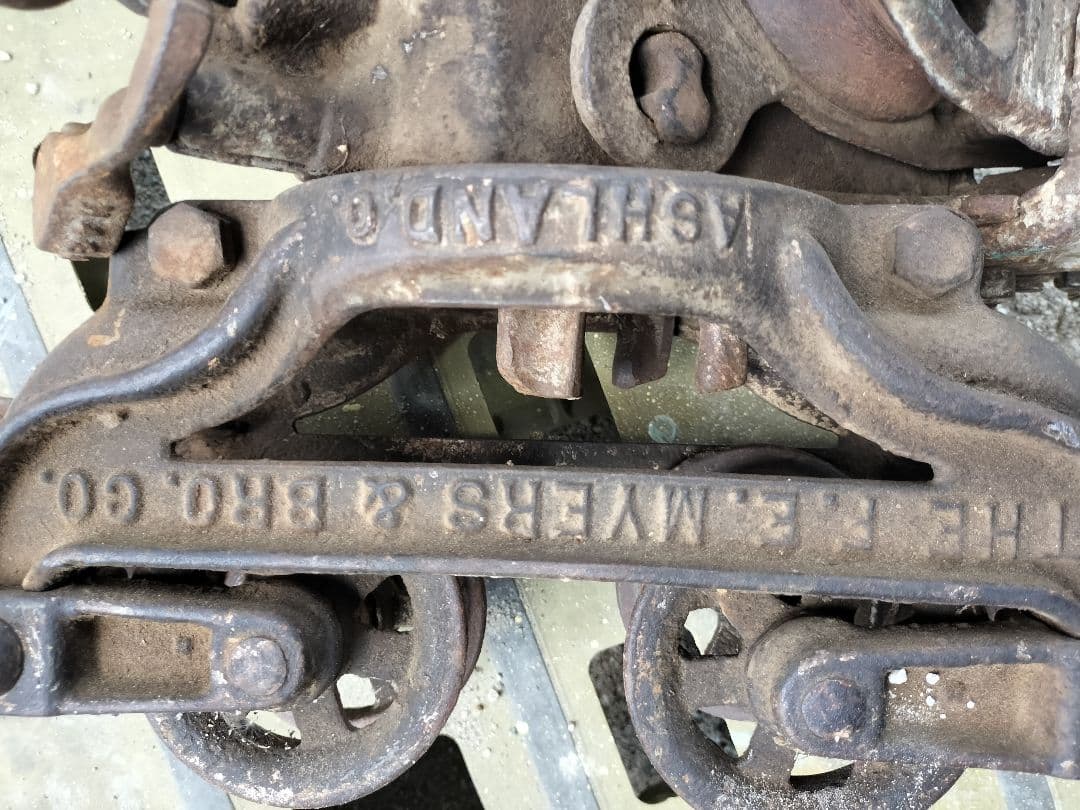 THE F.E. MYERS & BRO. CO.
ASHLAND, O.